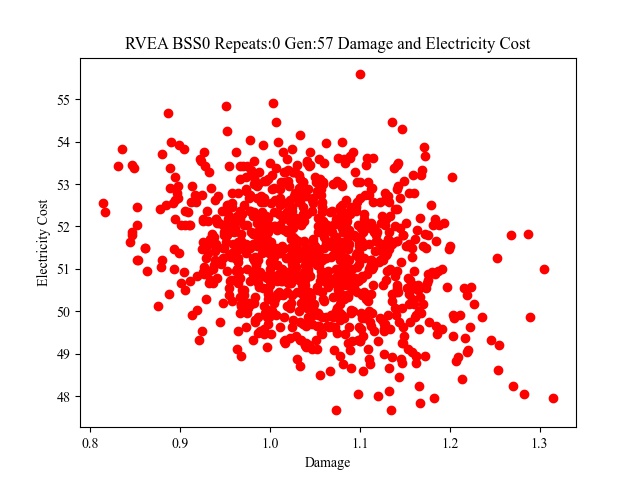 RVEA BSS0 Repeats:0 Gen:57 Damage and Electricity Cost
55
54
53
52
51
50
49
48
Electricity Cost
0.8 0.9 1.0 1.1 1.2 1.3
Damage